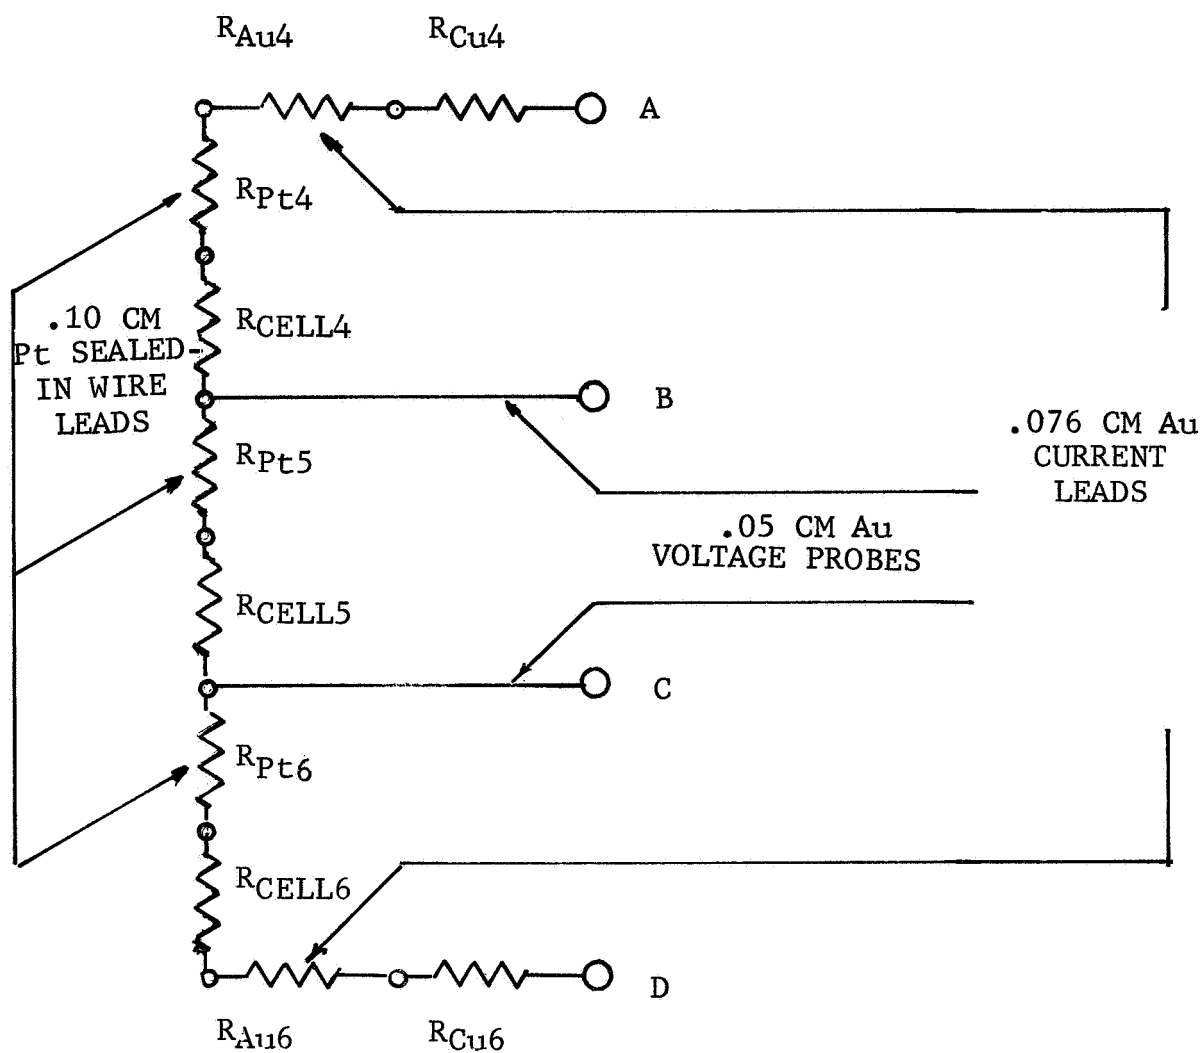 RAu4 RCu4
A
RPt4
RCELL4
.10 CM
Pt SEALED
IN WIRE
LEADS
B
RPt5
.076 CM Au
CURRENT
LEADS
.05 CM Au
VOLTAGE PROBES
RCELL5
C
RPt6
RCELL6
D
RAu6 RCu6